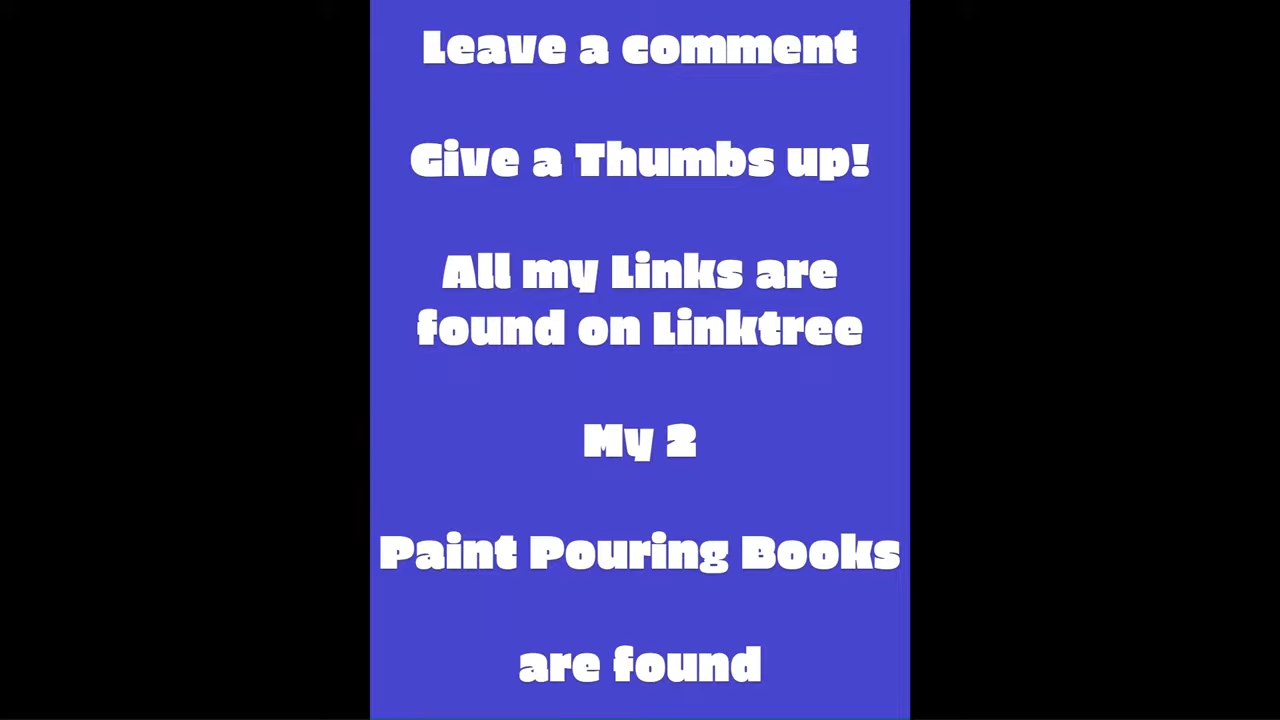 Leave a comment
Give a Thumbs up!
All my Links are
found on Linktree
My 2
Paint Pouring Books
are found